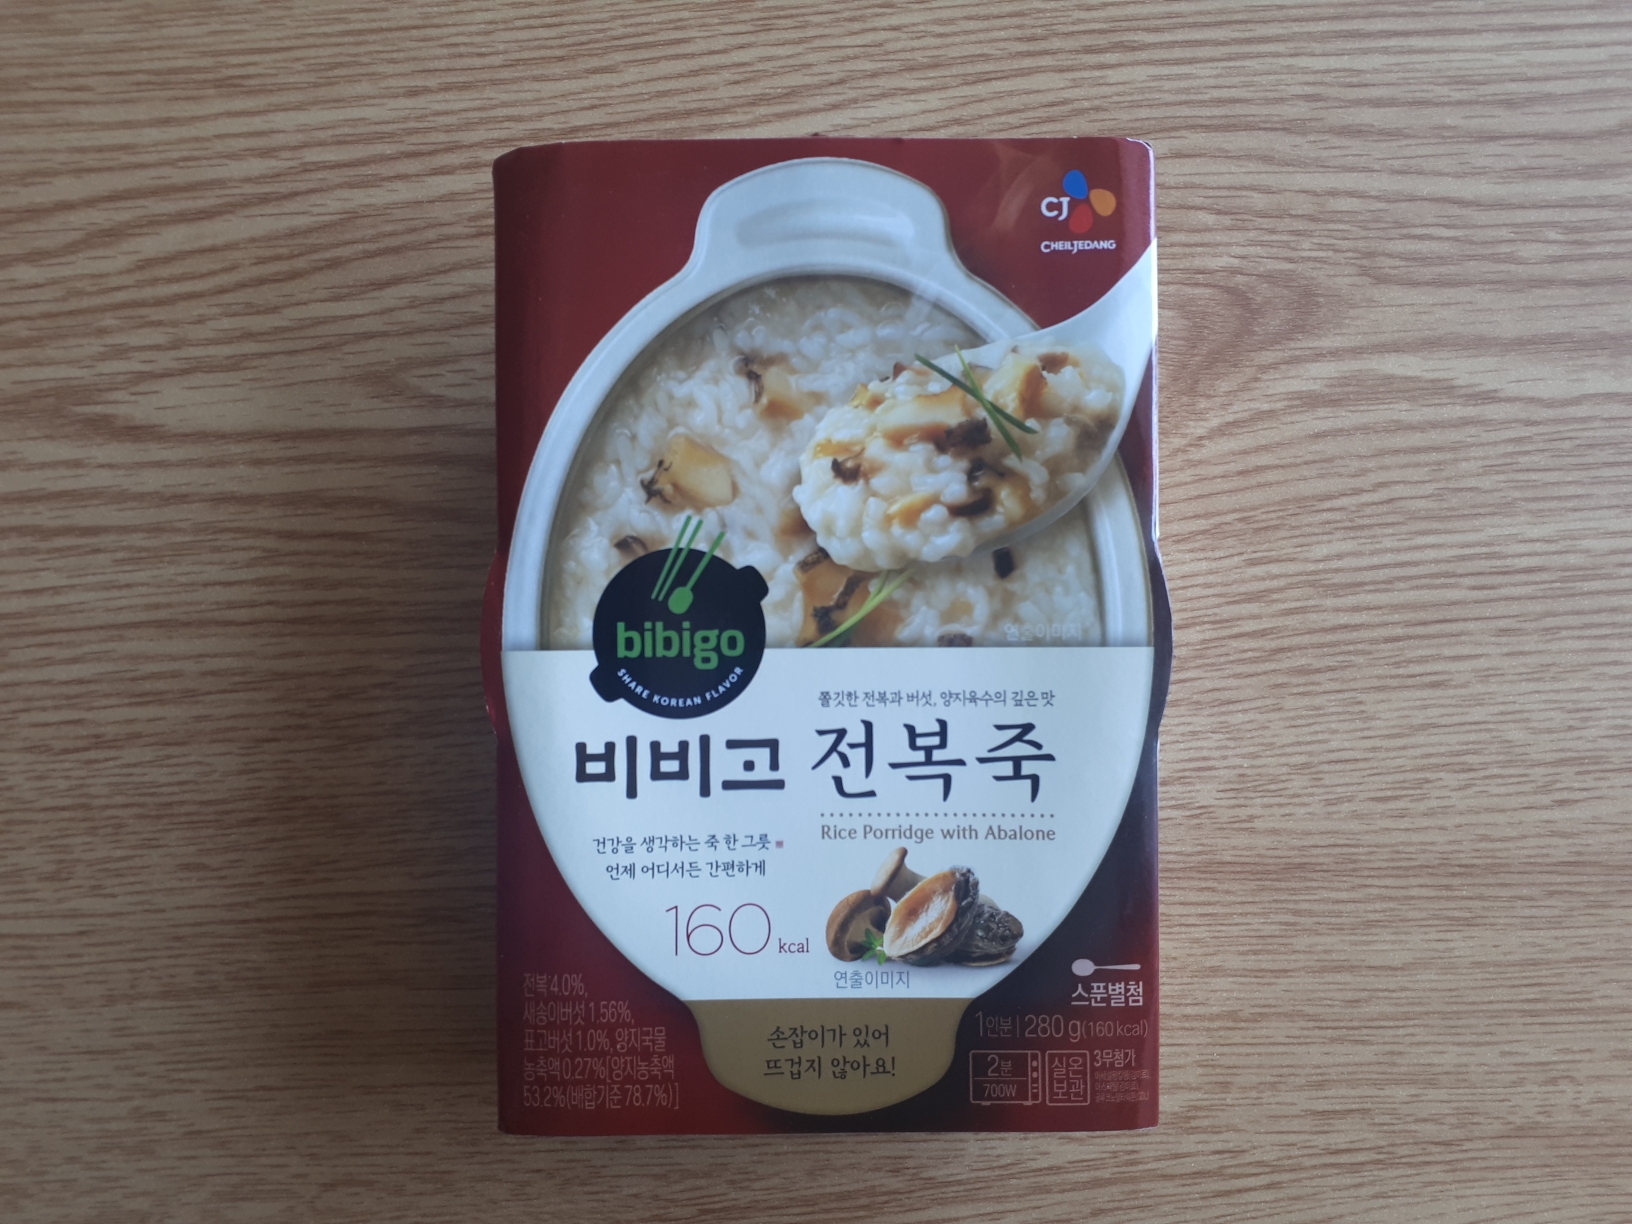 CJ
CHEILJEDANG
bibigo
SHARE KOREAN FLAVOR
연출이미지
쫄깃한 전복과 버섯, 양지육수의 깊은 맛
비비고 전복죽
Rice Porridge with Abalone
건강을 생각하는 죽 한 그릇
언제 어디서든 간편하게
160 kcal
연출이미지
전복 4.0%,
새송이버섯 1.56%,
표고버섯 1.0%, 양지국물
농축액 0.27%[양지농축액
53.2%(배합기준 78.7%)]
손잡이가 있어
뜨겁지 않아요!
스푼별첨
1인분 | 280 g(160 kcal)
2분
700W
실온
보관
3무첨가